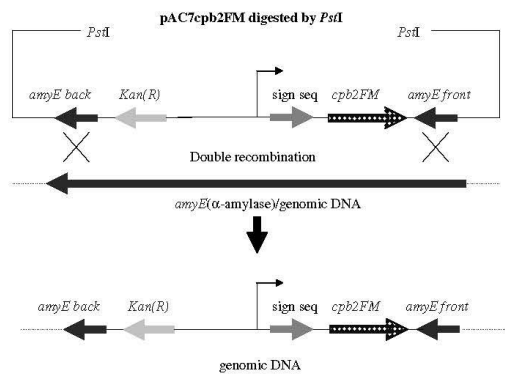 pAC7cpb2FM digested by PstI
PstI PstI
amyE back Kan(R) sign seq cpb2FM amyE front
Double recombination
amyE(α-amylase)/genomic DNA
amyE back Kan(R) sign seq cpb2FM amyE front
genomic DNA